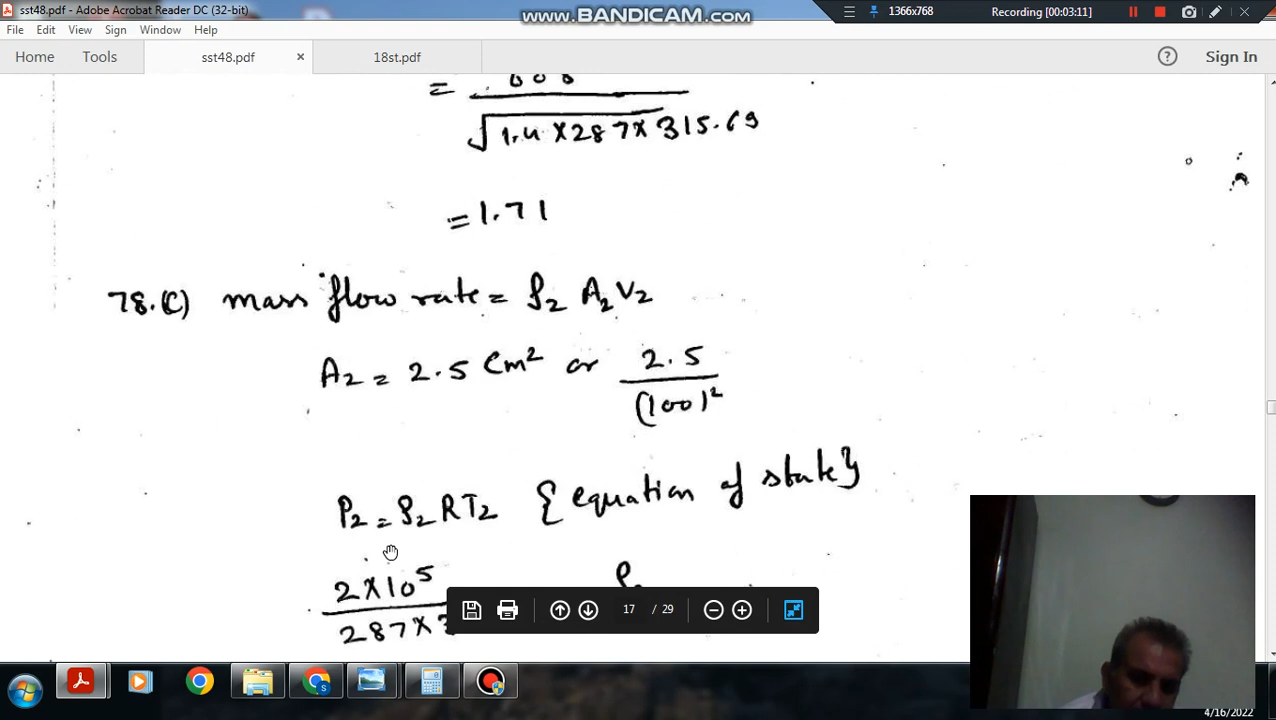 sst48.pdf - Adobe Acrobat Reader DC (32-bit)
www.BANDICAM.com
1366x768
Recording [00:03:11]
File Edit View Sign Window Help
Home Tools sst48.pdf × 18st.pdf Sign In
=
√1.4×287×315.69
=1.71
78.(C) mass flow rate = ρ2 A2 V2
A2 = 2.5 Cm² or 2.5
(100)²
P2 = ρ2 R T2 {equation of state}
2×10⁵
287×3
17 / 29
4/16/2022